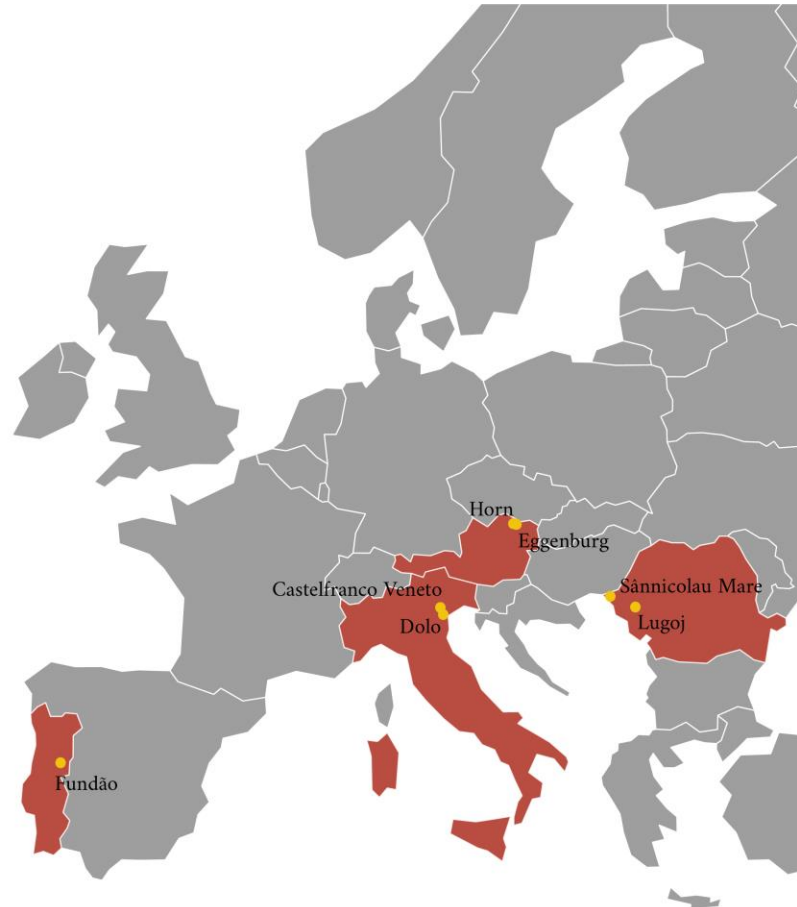 Horn
Eggenburg
Castelfranco Veneto
Sânnicolau Mare
Dolo
Lugoj
Fundão